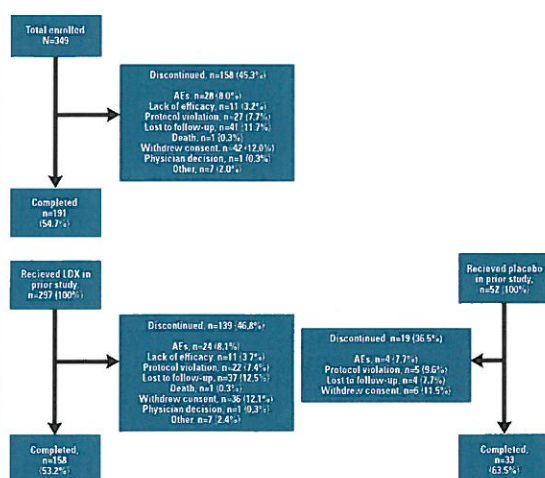 Total enrolled
N=349
Discontinued, n=158 (45.3%)
AEs, n=28 (8.0%)
Lack of efficacy, n=11 (3.2%)
Protocol violation, n=27 (7.7%)
Lost to follow-up, n=41 (11.7%)
Death, n=1 (0.3%)
Withdrew consent, n=42 (12.0%)
Physician decision, n=1 (0.3%)
Other, n=7 (2.0%)
Completed
n=191
(54.7%)
Recieved LDX in
prior study,
n=297 (100%)
Discontinued, n=139 (46.8%)
AEs, n=24 (8.1%)
Lack of efficacy, n=11 (3.7%)
Protocol violation, n=22 (7.4%)
Lost to follow-up, n=37 (12.5%)
Death, n=1 (0.3%)
Withdrew consent, n=36 (12.1%)
Physician decision, n=1 (0.3%)
Other, n=7 (2.4%)
Completed,
n=158
(53.2%)
Recieved placebo
in prior study,
n=52 (100%)
Discontinued, n=19 (36.5%)
AEs, n=4 (7.7%)
Protocol violation, n=5 (9.6%)
Lost to follow-up, n=4 (7.7%)
Withdrew consent, n=6 (11.5%)
Completed,
n=33
(63.5%)